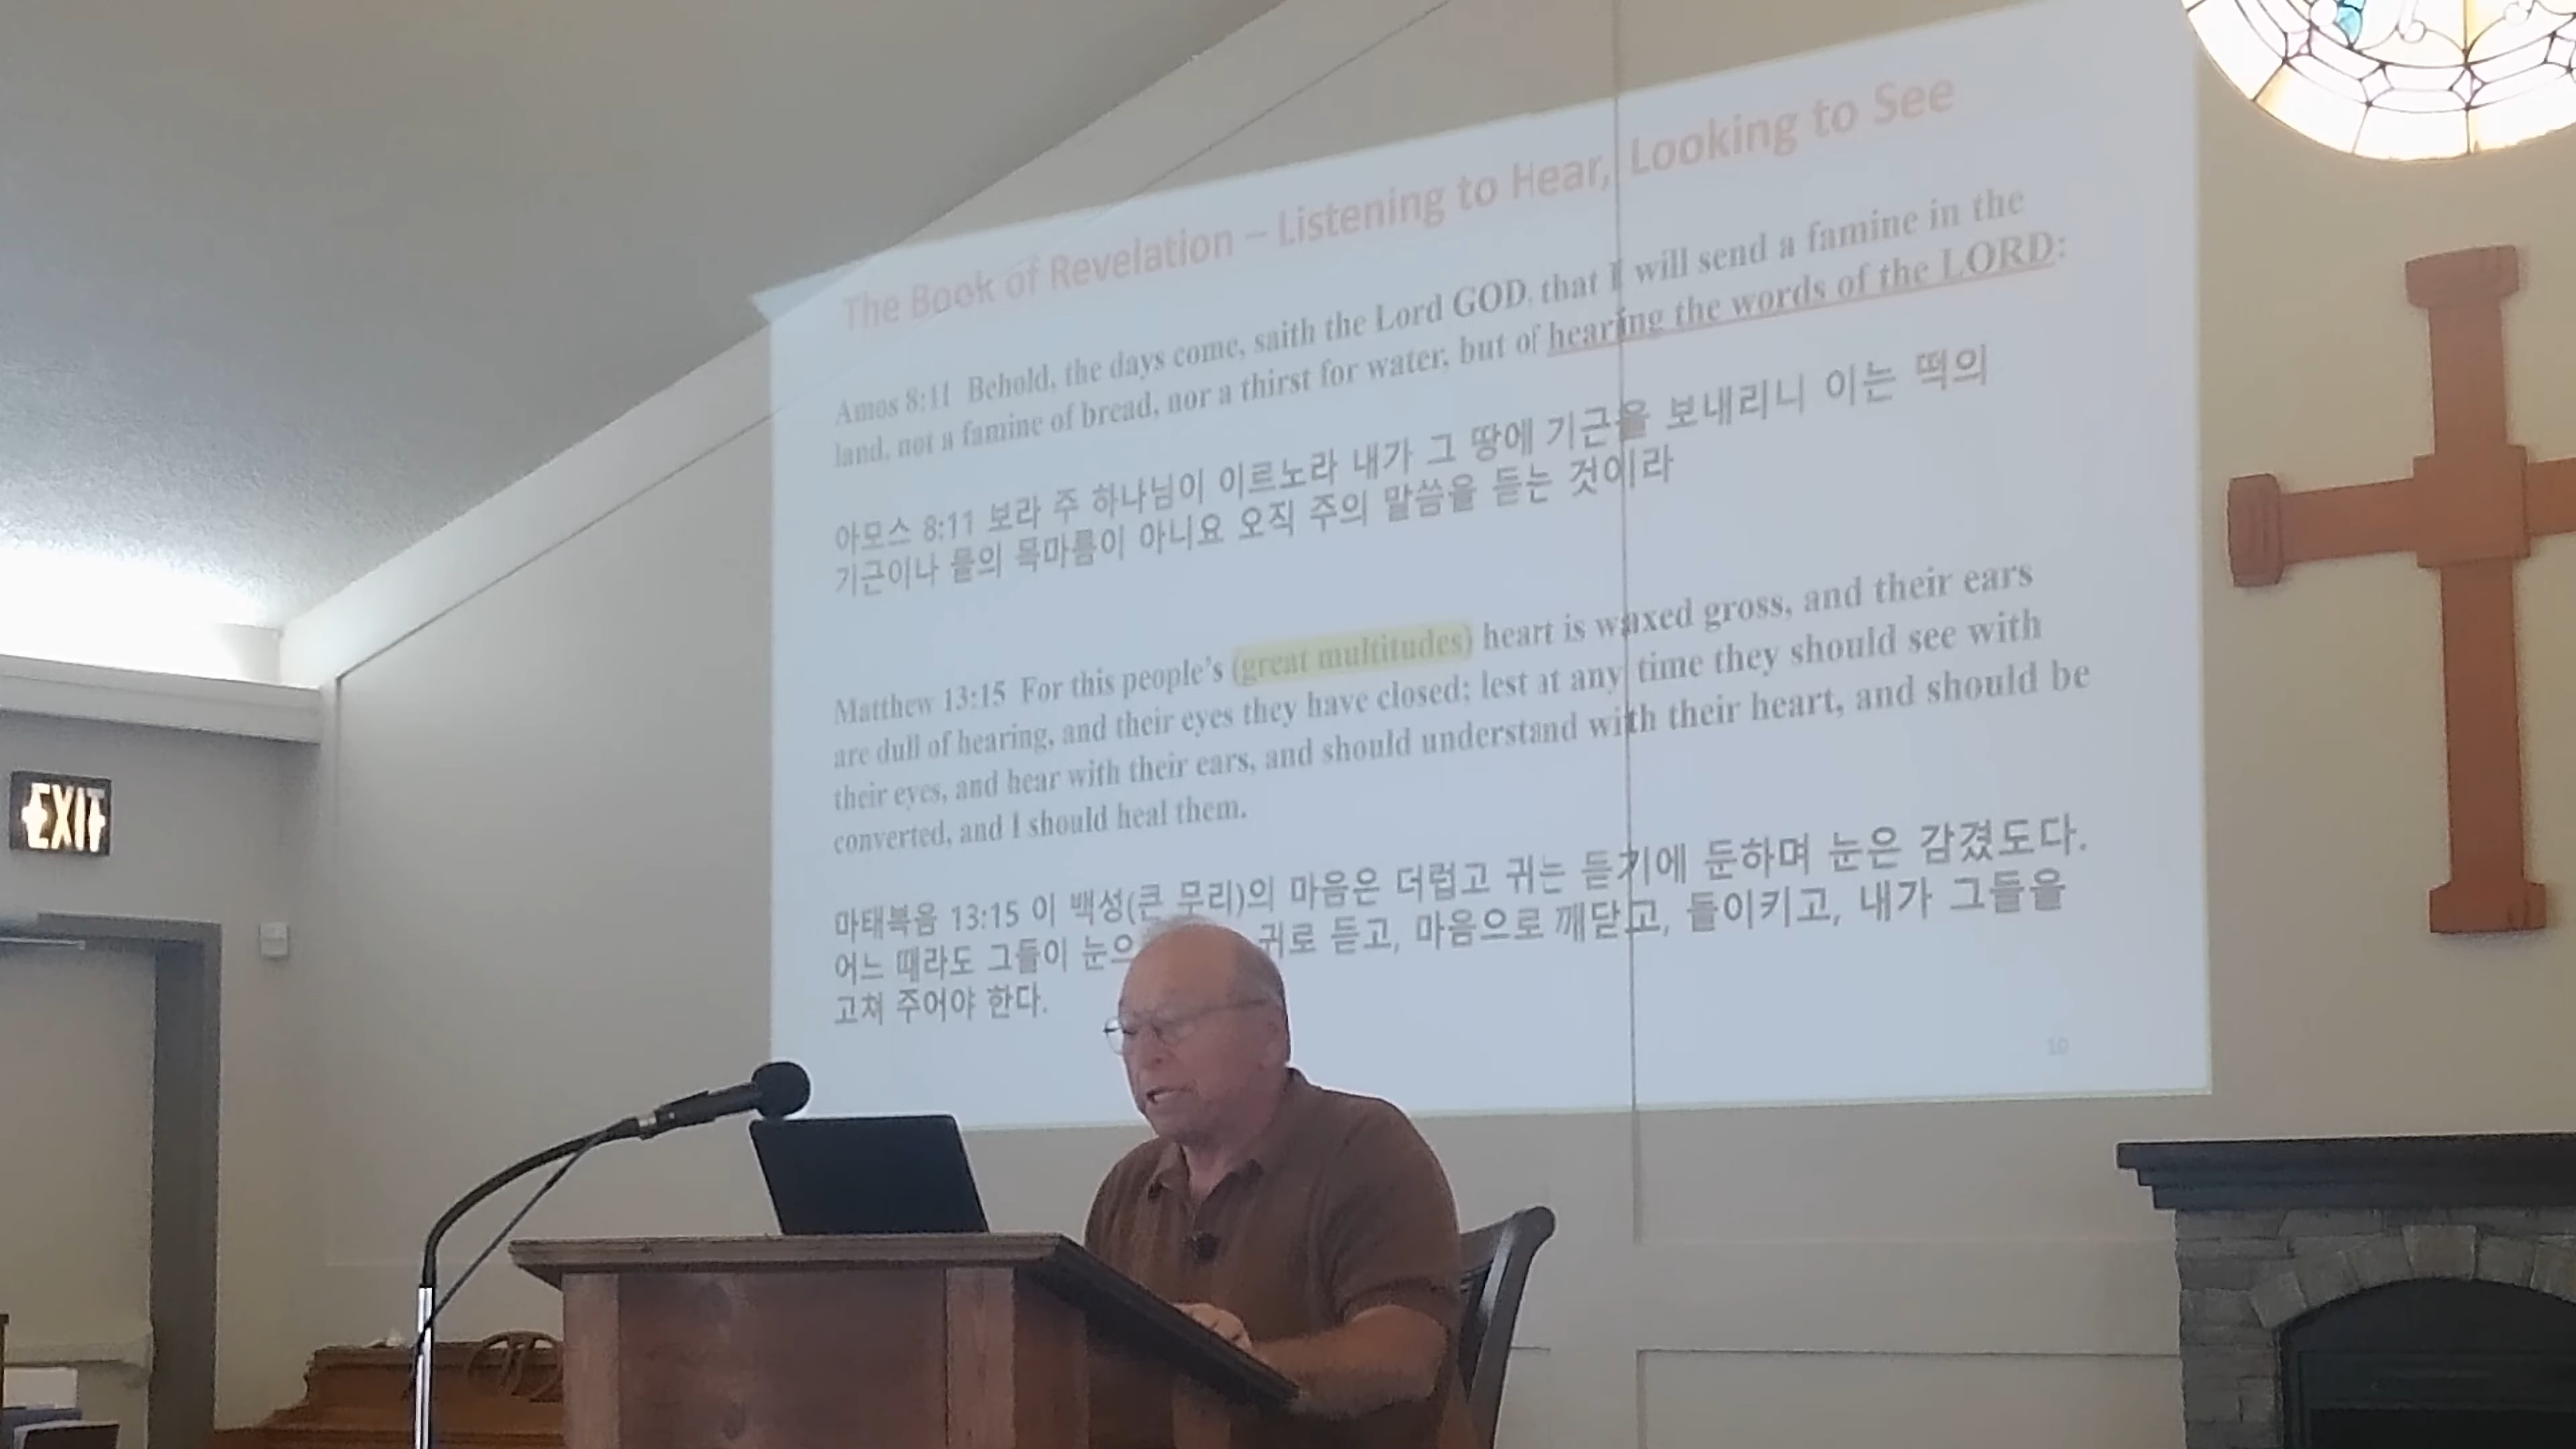 The Book of Revelation – Listening to Hear, Looking to See
Amos 8:11 Behold, the days come, saith the Lord GOD, that I will send a famine in the
land, not a famine of bread, nor a thirst for water, but of hearing the words of the LORD:
아모스 8:11 보라 주 하나님이 이르노라 내가 그 땅에 기근을 보내리니 이는 떡의
기근이나 물의 목마름이 아니요 오직 주의 말씀을 듣는 것이라
Matthew 13:15 For this people's (great multitudes) heart is waxed gross, and their ears
are dull of hearing, and their eyes they have closed; lest at any time they should see with
their eyes, and hear with their ears, and should understand with their heart, and should be
converted, and I should heal them.
마태복음 13:15 이 백성(큰 무리)의 마음은 더럽고 귀는 듣기에 둔하며 눈은 감겼도다.
어느 때라도 그들이 눈으 귀로 듣고, 마음으로 깨닫고, 돌이키고, 내가 그들을
고쳐 주어야 한다.
10
EXIT